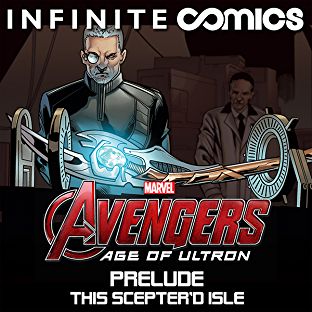 INFINITE COMICS
MARVEL
AVENGERS
AGE OF ULTRON
PRELUDE
THIS SCEPTER'D ISLE